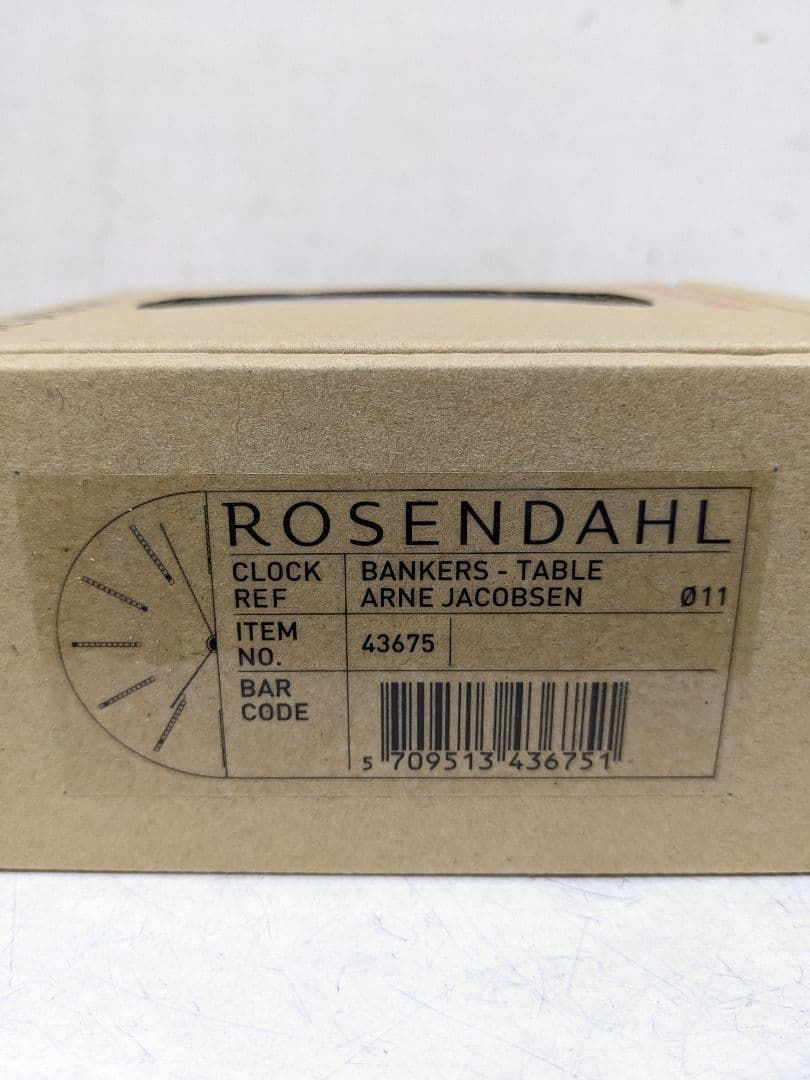 ROSENDAHL
CLOCK REF
BANKERS - TABLE
ARNE JACOBSEN Ø11
ITEM NO.
43675
BAR CODE
5 709513 436751